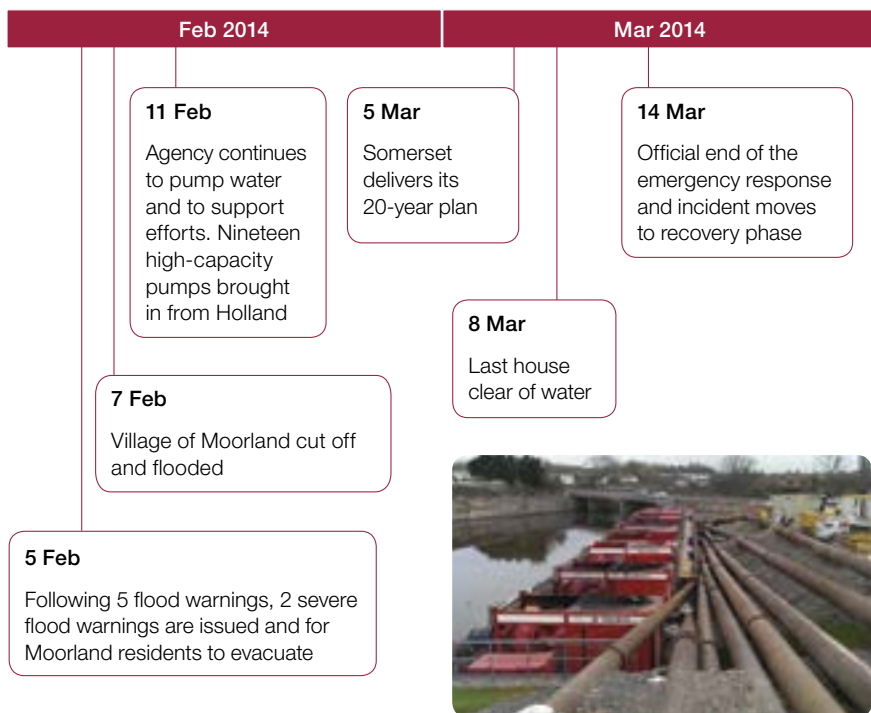 Feb 2014
Mar 2014
11 Feb
Agency continues
to pump water
and to support
efforts. Nineteen
high-capacity
pumps brought
in from Holland
5 Mar
Somerset
delivers its
20-year plan
14 Mar
Official end of the
emergency response
and incident moves
to recovery phase
8 Mar
Last house
clear of water
7 Feb
Village of Moorland cut off
and flooded
5 Feb
Following 5 flood warnings, 2 severe
flood warnings are issued and for
Moorland residents to evacuate